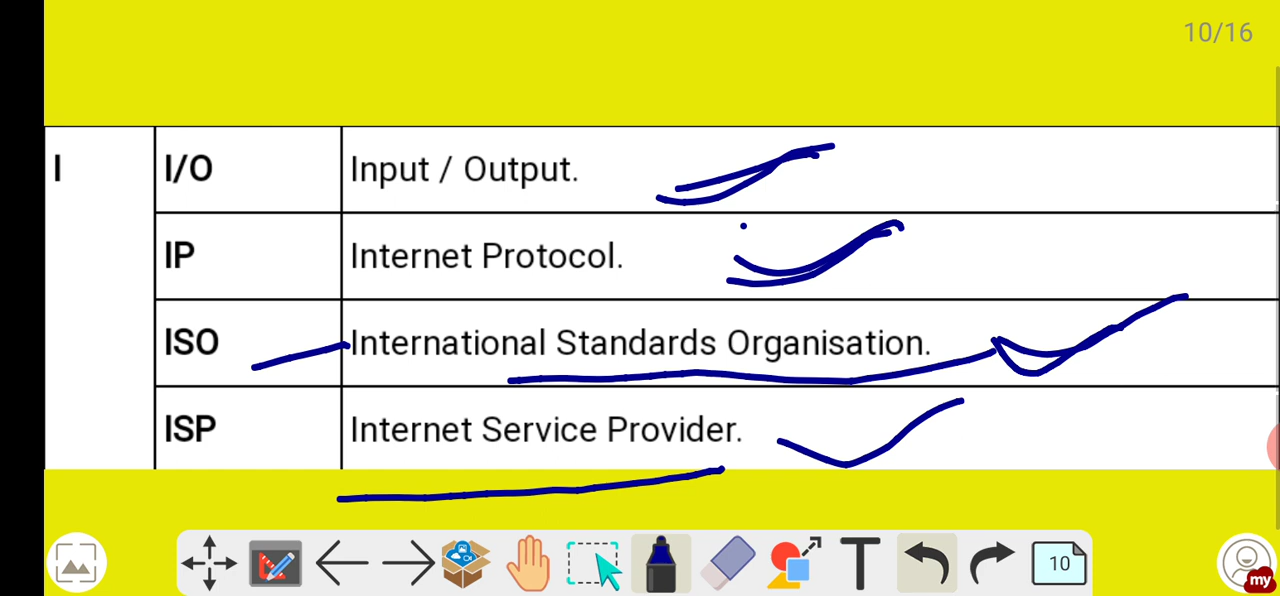 10/16
I I/O Input / Output.
IP Internet Protocol.
ISO International Standards Organisation.
ISP Internet Service Provider.
T 10
my